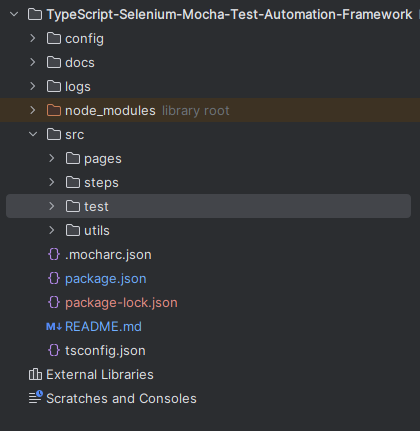 TypeScript-Selenium-Mocha-Test-Automation-Framework
config
docs
logs
node_modules library root
src
pages
steps
test
utils
{} .mocharc.json
{} package.json
{} package-lock.json
M↓ README.md
{} tsconfig.json
External Libraries
Scratches and Consoles